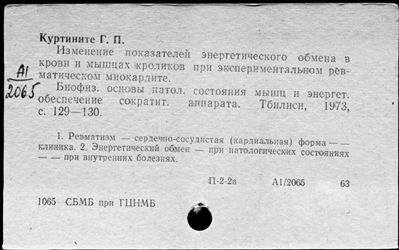 Куртините Г. П.
Изменение показателей энергетического обмена в
крови и мышцах кроликов при экспериментальном рев-
матическом миокардите.
Биофиз. основы патол. состояния мышц и энергет.
обеспечение сократит. аппарата. Тбилиси, 1973,
с. 129—130.
А1
2065
1. Ревматизм — сердечно-сосудистая (кардиальная) форма — —
клиника. 2. Энергетический обмен — при патологических состояниях
— — при внутренних болезнях.
П-2-2а А1/2065 63
1065 СБМБ при ГЦНМБ